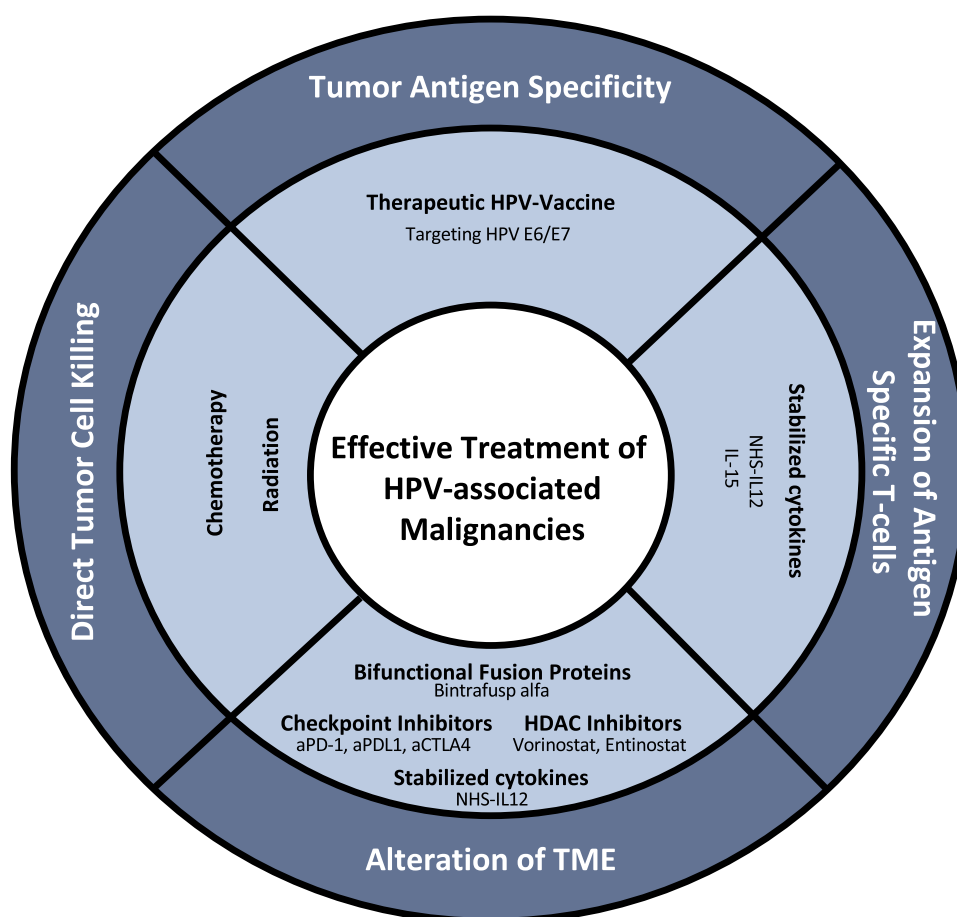 Tumor Antigen Specificity
Therapeutic HPV-Vaccine
Targeting HPV E6/E7
Direct Tumor Cell Killing
Chemotherapy
Radiation
Effective Treatment of
HPV-associated
Malignancies
Expansion of Antigen
Specific T-cells
Stabilized cytokines
NHS-IL12
IL-15
Bifunctional Fusion Proteins
Bintrafusp alfa
Checkpoint Inhibitors
aPD-1, aPDL1, aCTLA4
HDAC Inhibitors
Vorinostat, Entinostat
Stabilized cytokines
NHS-IL12
Alteration of TME